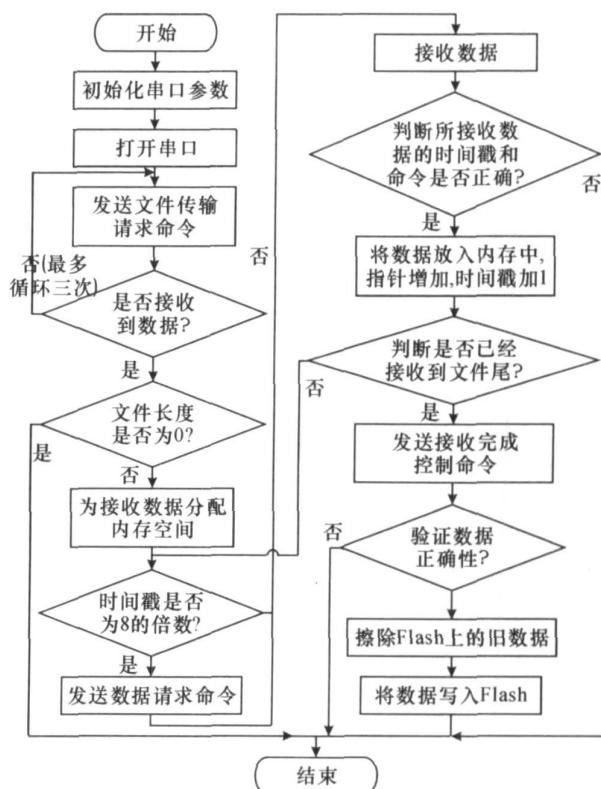 开始
初始化串口参数
打开串口
发送文件传输
请求命令
否(最多
循环三次)
是否接收
到数据?
是
文件长度
是否为0?
是
否
为接收数据分配
内存空间
时间戳是否
为8的倍数?
否
是
发送数据请求命令
接收数据
判断所接收数
据的时间戳和
命令是否正确?
否
是
将数据放入内存中,
指针增加,时间戳加1
判断是否已经
接收到文件尾?
否
是
发送接收完成
控制命令
否
验证数据
正确性?
是
擦除Flash上的旧数据
将数据写入Flash
结束